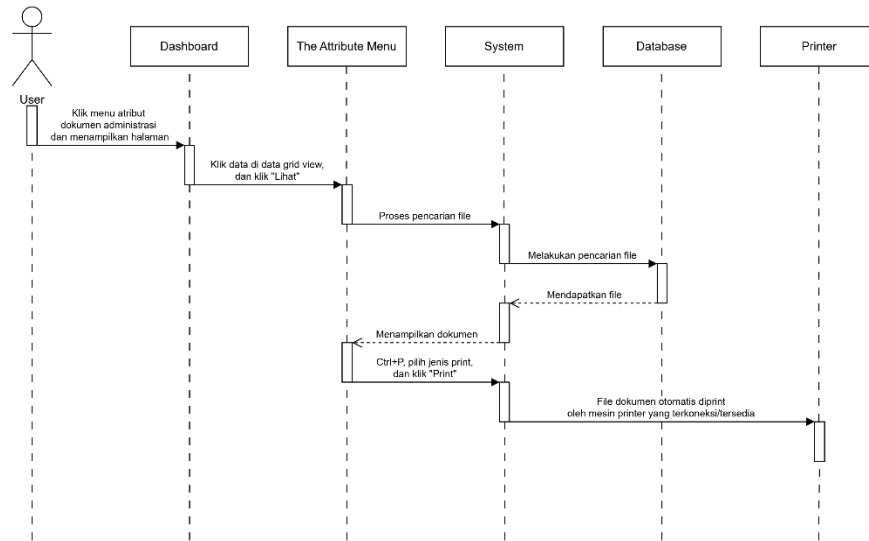 Dashboard
The Attribute Menu
System
Database
Printer
User
Klik menu atribut
dokumen administrasi
dan menampilkan halaman
Klik data di data grid view,
dan klik "Lihat"
Proses pencarian file
Melakukan pencarian file
Mendapatkan file
Menampilkan dokumen
Ctrl+P, pilih jenis print,
dan klik "Print"
File dokumen otomatis diprint
oleh mesin printer yang terkoneksi/tersedia